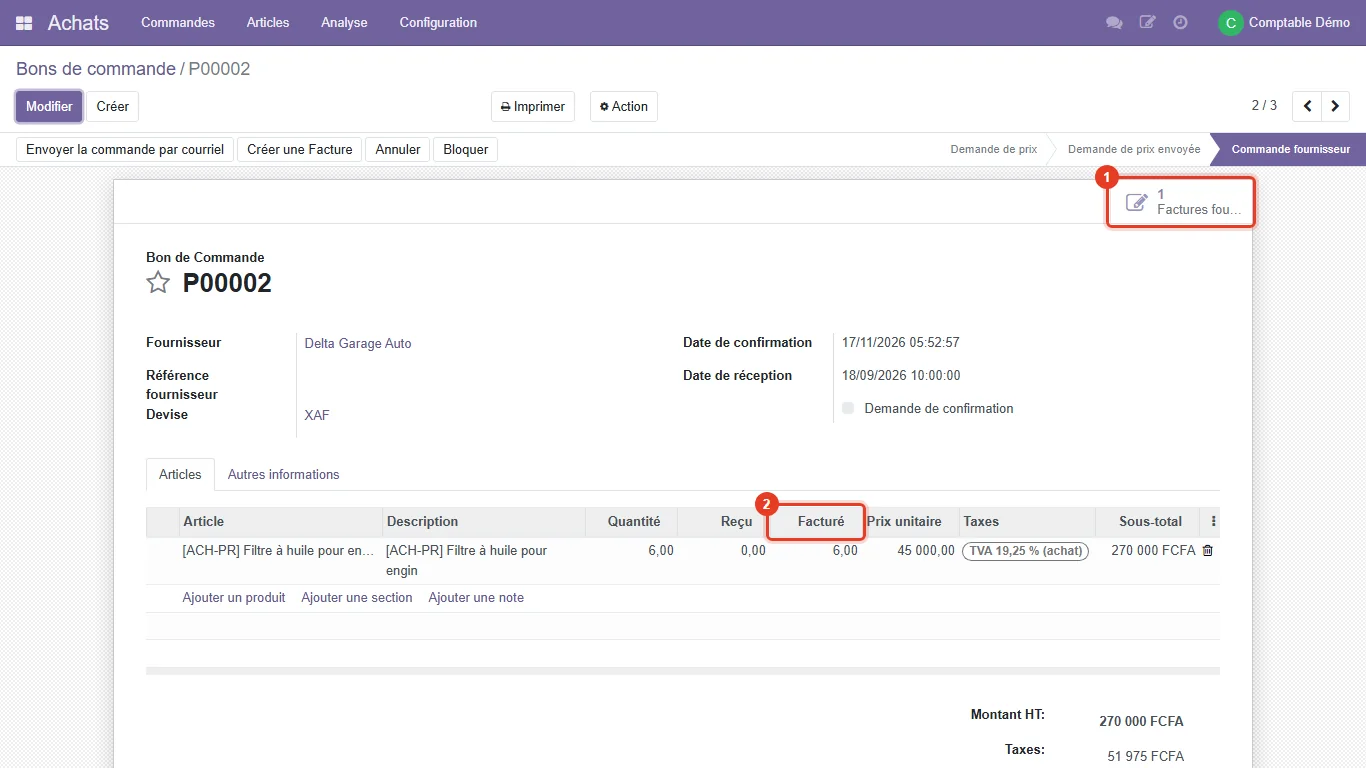 Achats Commandes Articles Analyse Configuration C Comptable Démo
Bons de commande / P00002
Modifier Créer Imprimer Action 2 / 3
Envoyer la commande par courriel Créer une Facture Annuler Bloquer Demande de prix Demande de prix envoyée Commande fournisseur
1
1
Factures fou...
Bon de Commande
P00002
Fournisseur Delta Garage Auto Date de confirmation 17/11/2026 05:52:57
Référence fournisseur Date de réception 18/09/2026 10:00:00
Devise XAF Demande de confirmation
Articles Autres informations
2
Article Description Quantité Reçu Facturé Prix unitaire Taxes Sous-total
[ACH-PR] Filtre à huile pour en... [ACH-PR] Filtre à huile pour 6,00 0,00 6,00 45 000,00 TVA 19,25 % (achat) 270 000 FCFA
engin
Ajouter un produit Ajouter une section Ajouter une note
Montant HT: 270 000 FCFA
Taxes: 51 975 FCFA